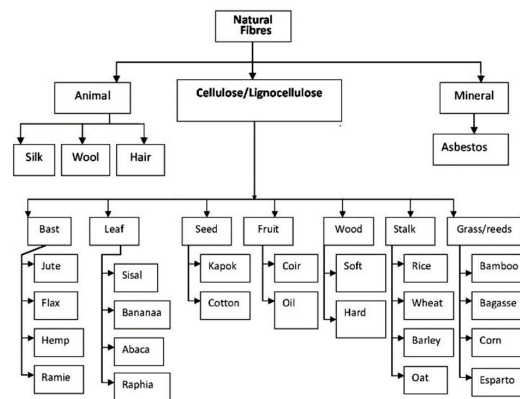 Natural
Fibres
Animal
Cellulose/Lignocellulose
Mineral
Silk
Wool
Hair
Asbestos
Bast
Leaf
Seed
Fruit
Wood
Stalk
Grass/reeds
Jute
Flax
Hemp
Ramie
Sisal
Bananaa
Abaca
Raphia
Kapok
Cotton
Coir
Oil
Soft
Hard
Rice
Wheat
Barley
Oat
Bamboo
Bagasse
Corn
Esparto